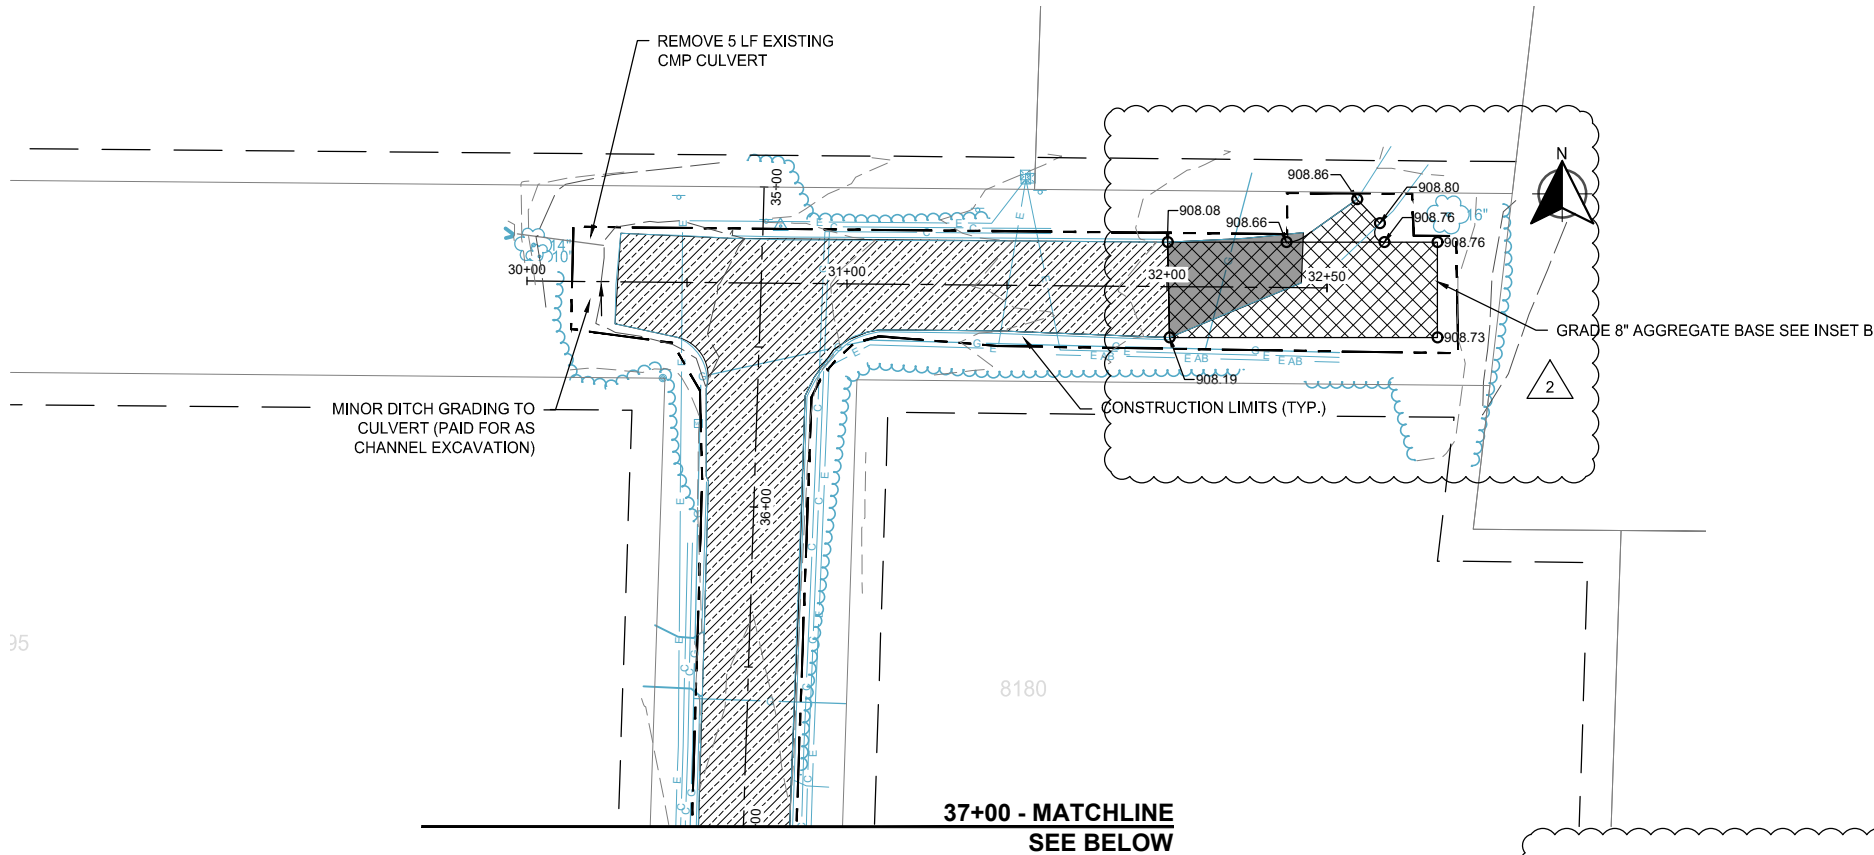 REMOVE 5 LF EXISTING
CMP CULVERT
N
35+00
908.86
908.80
16"
908.08
908.66
908.76
908.76
14"
10"
30+00
31+00
32+00
32+50
GRADE 8" AGGREGATE BASE SEE INSET B
908.73
908.19
2
MINOR DITCH GRADING TO
CULVERT (PAID FOR AS
CHANNEL EXCAVATION)
CONSTRUCTION LIMITS (TYP.)
36+00
95
8180
37+00 - MATCHLINE
SEE BELOW